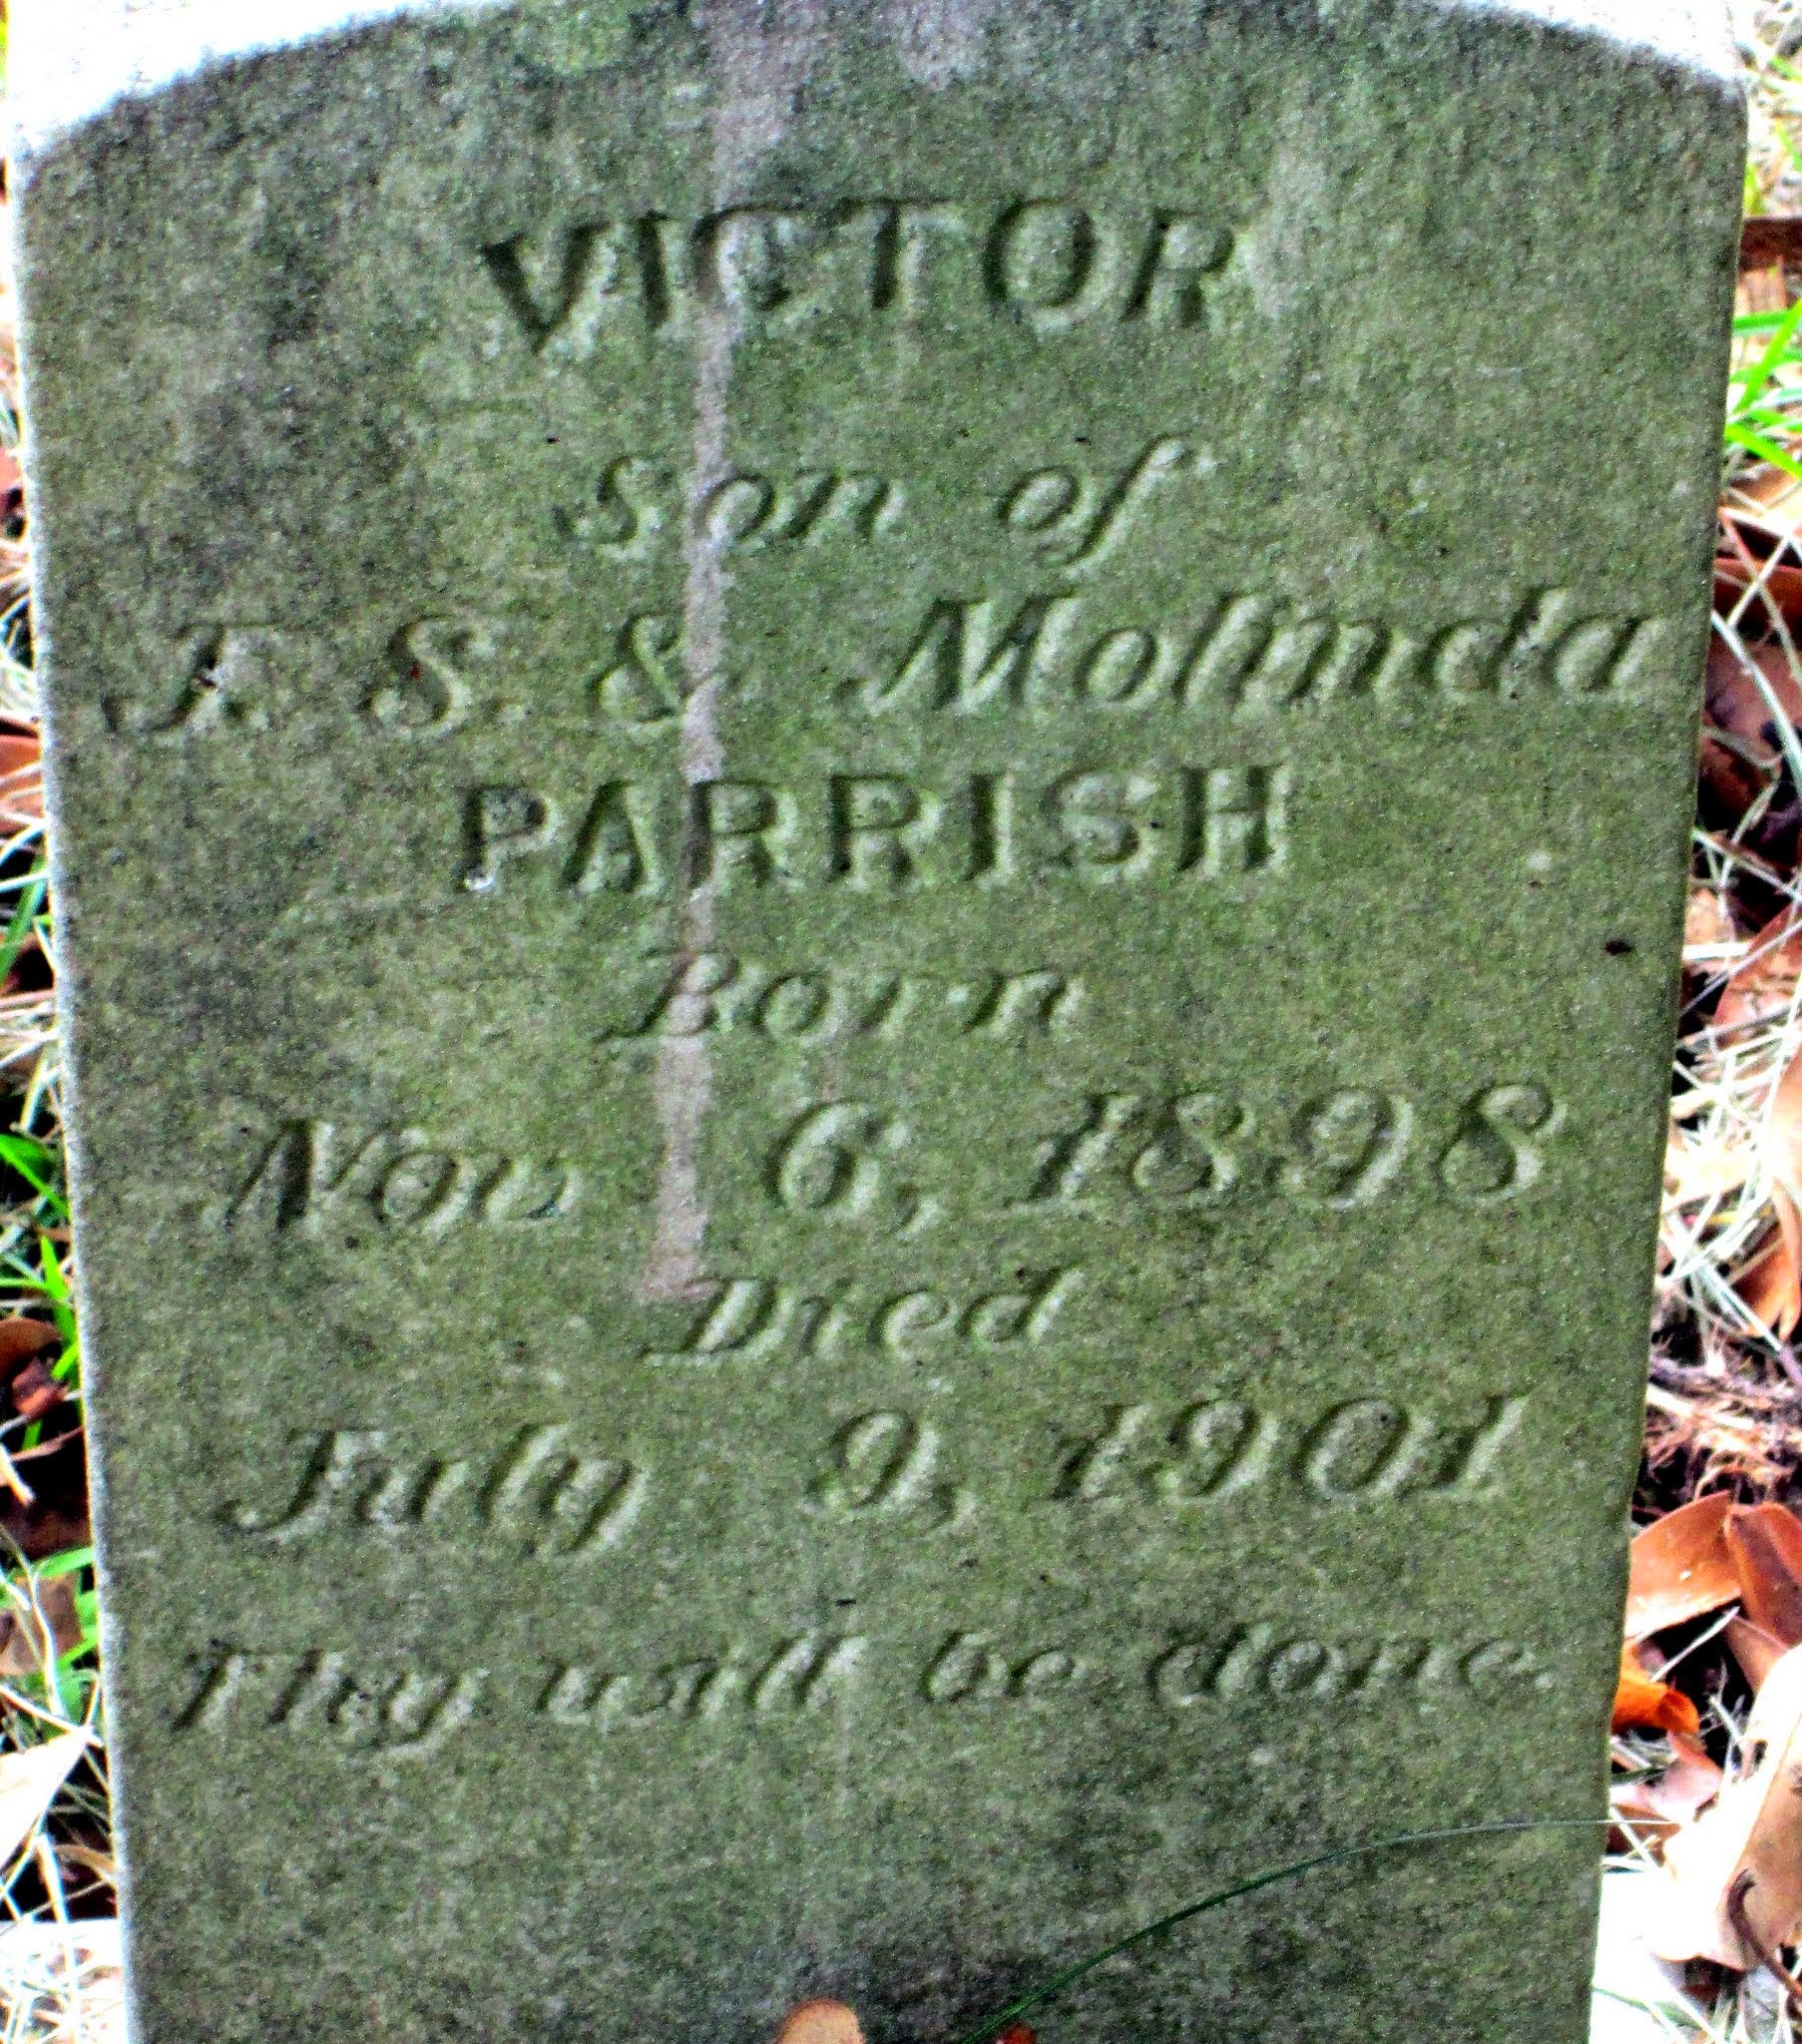 VICTOR
Son of
J. S. & Molinda
PARRISH
Born
Nov 6, 1898
Died
July 9, 1901
Thy will be done.